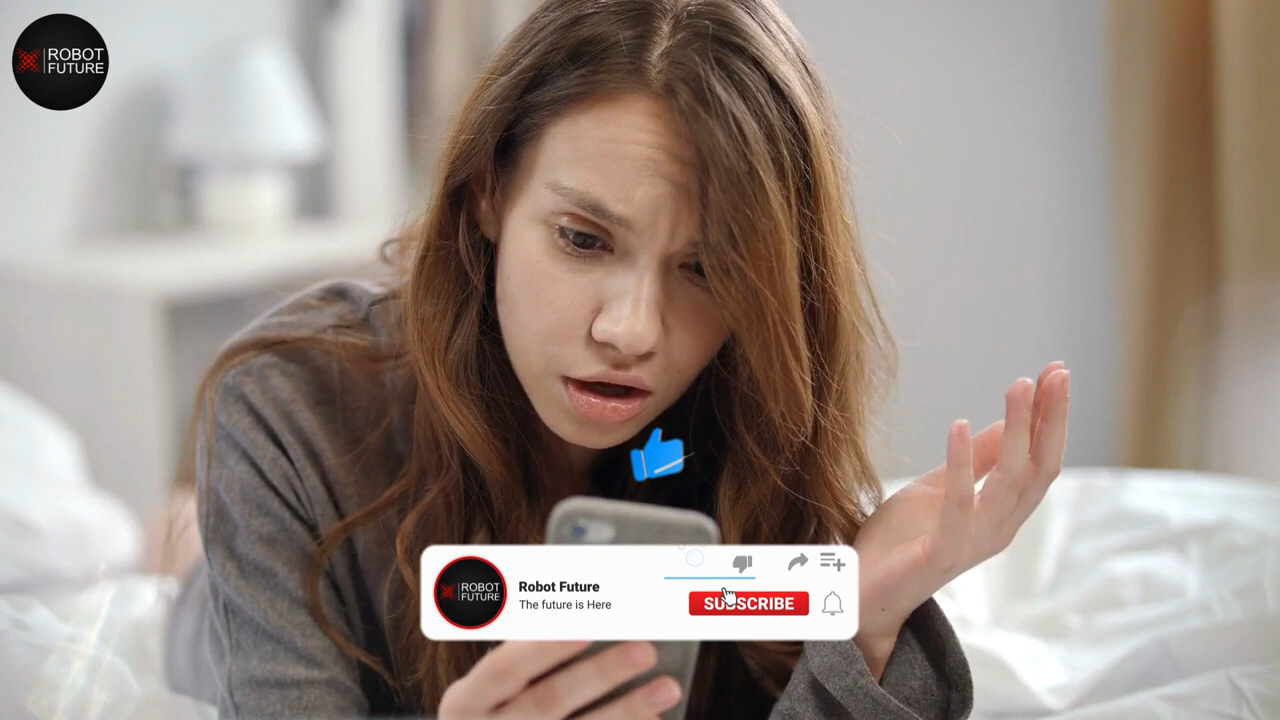 ROBOT
FUTURE
ROBOT
FUTURE
Robot Future
The future is Here
SUBSCRIBE